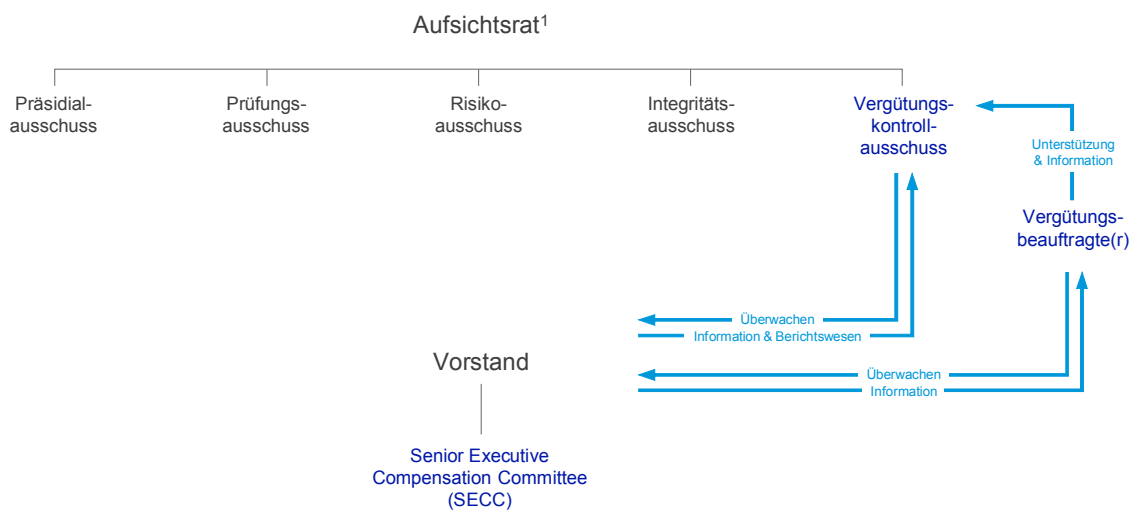 Aufsichtsrat¹
Präsidial-
ausschuss
Prüfungs-
ausschuss
Risiko-
ausschuss
Integritäts-
ausschuss
Vergütungs-
kontroll-
ausschuss
Unterstützung
& Information
Vergütungs-
beauftragte(r)
Überwachen
Information & Berichtswesen
Vorstand
Überwachen
Information
Senior Executive
Compensation Committee
(SECC)